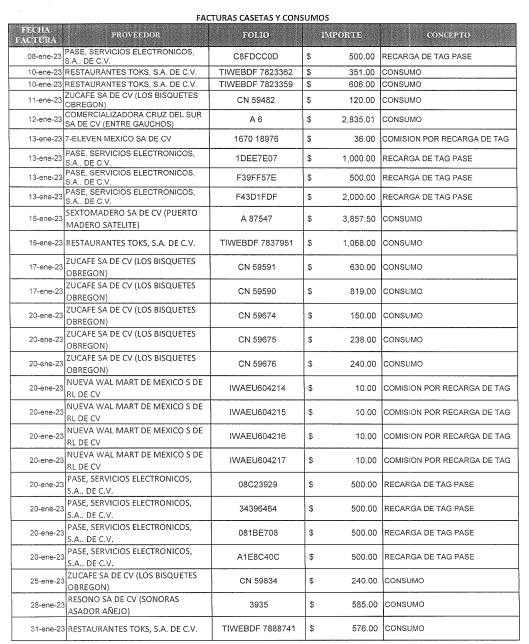 FACTURAS CASETAS Y CONSUMOS
FECHA FACTURA PROVEEDOR FOLIO IMPORTE CONCEPTO
08-ene-23 PASE, SERVICIOS ELECTRONICOS, S.A.. DE C.V. C8FDCC0D $ 500.00 RECARGA DE TAG PASE
10-ene-23 RESTAURANTES TOKS, S.A. DE C.V. TIWEBDF 7823362 $ 351.00 CONSUMO
10-ene-23 RESTAURANTES TOKS, S.A. DE C.V. TIWEBDF 7823359 $ 606.00 CONSUMO
11-ene-23 ZUCAFE SA DE CV (LOS BISQUETES OBREGON) CN 59482 $ 120.00 CONSUMO
12-ene-23 COMERCIALIZADORA CRUZ DEL SUR SA DE CV (ENTRE GAUCHOS) A 6 $ 2,835.01 CONSUMO
13-ene-23 7-ELEVEN MEXICO SA DE CV 1670 18976 $ 36.00 COMISION POR RECARGA DE TAG
13-ene-23 PASE, SERVICIOS ELECTRONICOS, S.A.. DE C.V. 1DEE7E07 $ 1,000.00 RECARGA DE TAG PASE
13-ene-23 PASE, SERVICIOS ELECTRONICOS, S.A.. DE C.V. F39FF57E $ 500.00 RECARGA DE TAG PASE
13-ene-23 PASE, SERVICIOS ELECTRONICOS, S.A.. DE C.V. F43D1FDF $ 2,000.00 RECARGA DE TAG PASE
16-ene-23 SEXTOMADERO SA DE CV (PUERTO MADERO SATELITE) A 87547 $ 3,857.50 CONSUMO
16-ene-23 RESTAURANTES TOKS, S.A. DE C.V. TIWEBDF 7837951 $ 1,068.00 CONSUMO
17-ene-23 ZUCAFE SA DE CV (LOS BISQUETES OBREGON) CN 59591 $ 630.00 CONSUMO
17-ene-23 ZUCAFE SA DE CV (LOS BISQUETES OBREGON) CN 59590 $ 819.00 CONSUMO
20-ene-23 ZUCAFE SA DE CV (LOS BISQUETES OBREGON) CN 59674 $ 150.00 CONSUMO
20-ene-23 ZUCAFE SA DE CV (LOS BISQUETES OBREGON) CN 59675 $ 238.00 CONSUMO
20-ene-23 ZUCAFE SA DE CV (LOS BISQUETES OBREGON) CN 59676 $ 240.00 CONSUMO
20-ene-23 NUEVA WAL MART DE MEXICO S DE RL DE CV IWAEU604214 $ 10.00 COMISION POR RECARGA DE TAG
20-ene-23 NUEVA WAL MART DE MEXICO S DE RL DE CV IWAEU604215 $ 10.00 COMISION POR RECARGA DE TAG
20-ene-23 NUEVA WAL MART DE MEXICO S DE RL DE CV IWAEU604216 $ 10.00 COMISION POR RECARGA DE TAG
20-ene-23 NUEVA WAL MART DE MEXICO S DE RL DE CV IWAEU604217 $ 10.00 COMISION POR RECARGA DE TAG
20-ene-23 PASE, SERVICIOS ELECTRONICOS, S.A.. DE C.V. 08C23929 $ 500.00 RECARGA DE TAG PASE
20-ene-23 PASE, SERVICIOS ELECTRONICOS, S.A.. DE C.V. 34396464 $ 500.00 RECARGA DE TAG PASE
20-ene-23 PASE, SERVICIOS ELECTRONICOS, S.A.. DE C.V. 081BE708 $ 500.00 RECARGA DE TAG PASE
20-ene-23 PASE, SERVICIOS ELECTRONICOS, S.A.. DE C.V. A1E8C40C $ 500.00 RECARGA DE TAG PASE
25-ene-23 ZUCAFE SA DE CV (LOS BISQUETES OBREGON) CN 59834 $ 240.00 CONSUMO
28-ene-23 RESONO SA DE CV (SONORAS ASADOR AÑEJO) 3935 $ 585.00 CONSUMO
31-ene-23 RESTAURANTES TOKS, S.A. DE C.V. TIWEBDF 7888741 $ 576.00 CONSUMO